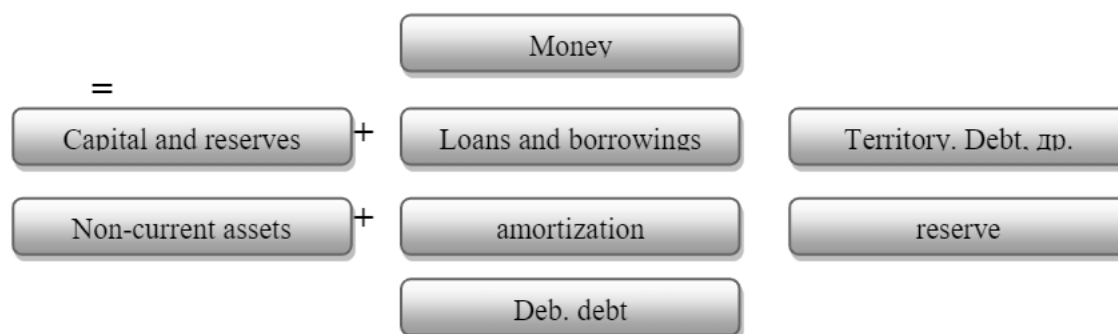 Money
=
Capital and reserves + Loans and borrowings Territory. Debt, др.
Non-current assets + amortization reserve
Deb. debt